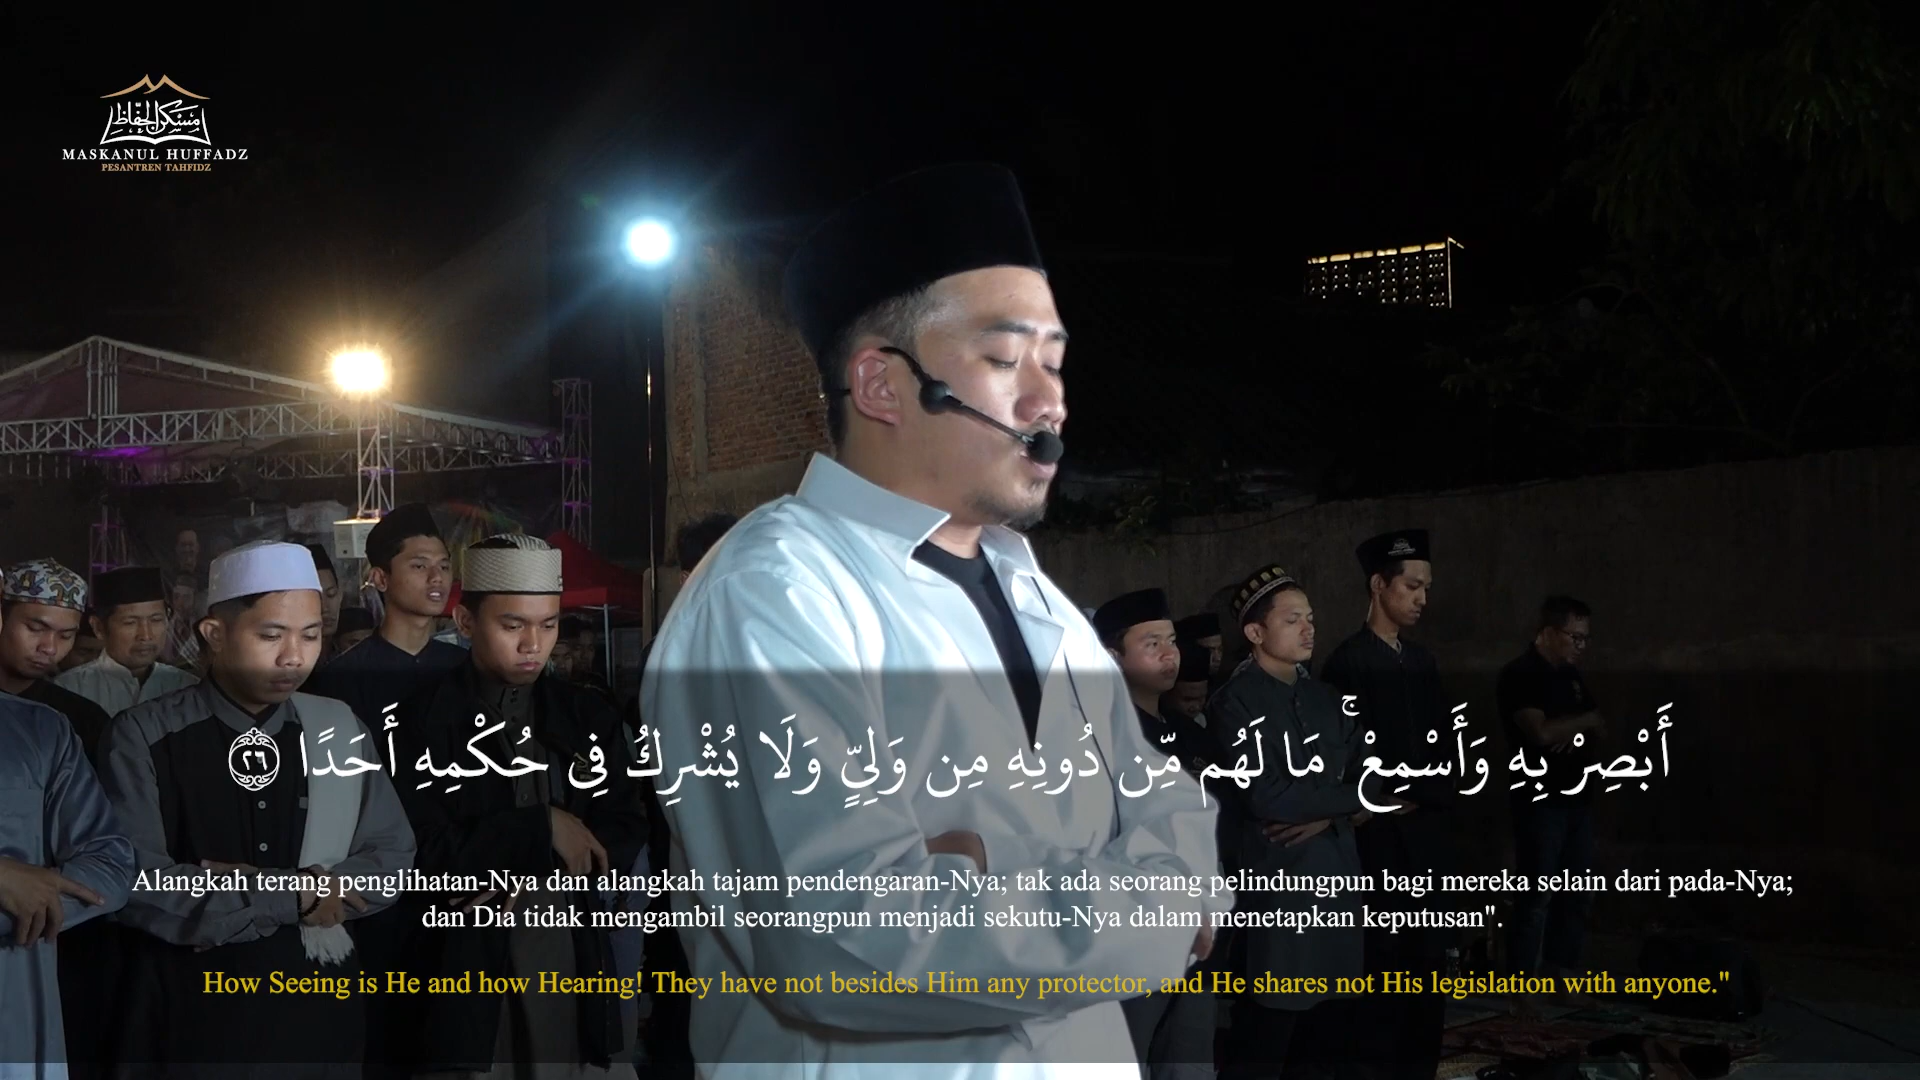 مسكن الحفاظ
MASKANUL HUFFADZ
PESANTREN TAHFIDZ
أَبْصِرْ بِهِ وَأَسْمِعْ ۚ مَا لَهُم مِّن دُونِهِ مِن وَلِيٍّ وَلَا يُشْرِكُ فِى حُكْمِهِ أَحَدًا ٢٦
Alangkah terang penglihatan-Nya dan alangkah tajam pendengaran-Nya; tak ada seorang pelindungpun bagi mereka selain dari pada-Nya;
dan Dia tidak mengambil seorangpun menjadi sekutu-Nya dalam menetapkan keputusan".
How Seeing is He and how Hearing! They have not besides Him any protector, and He shares not His legislation with anyone."